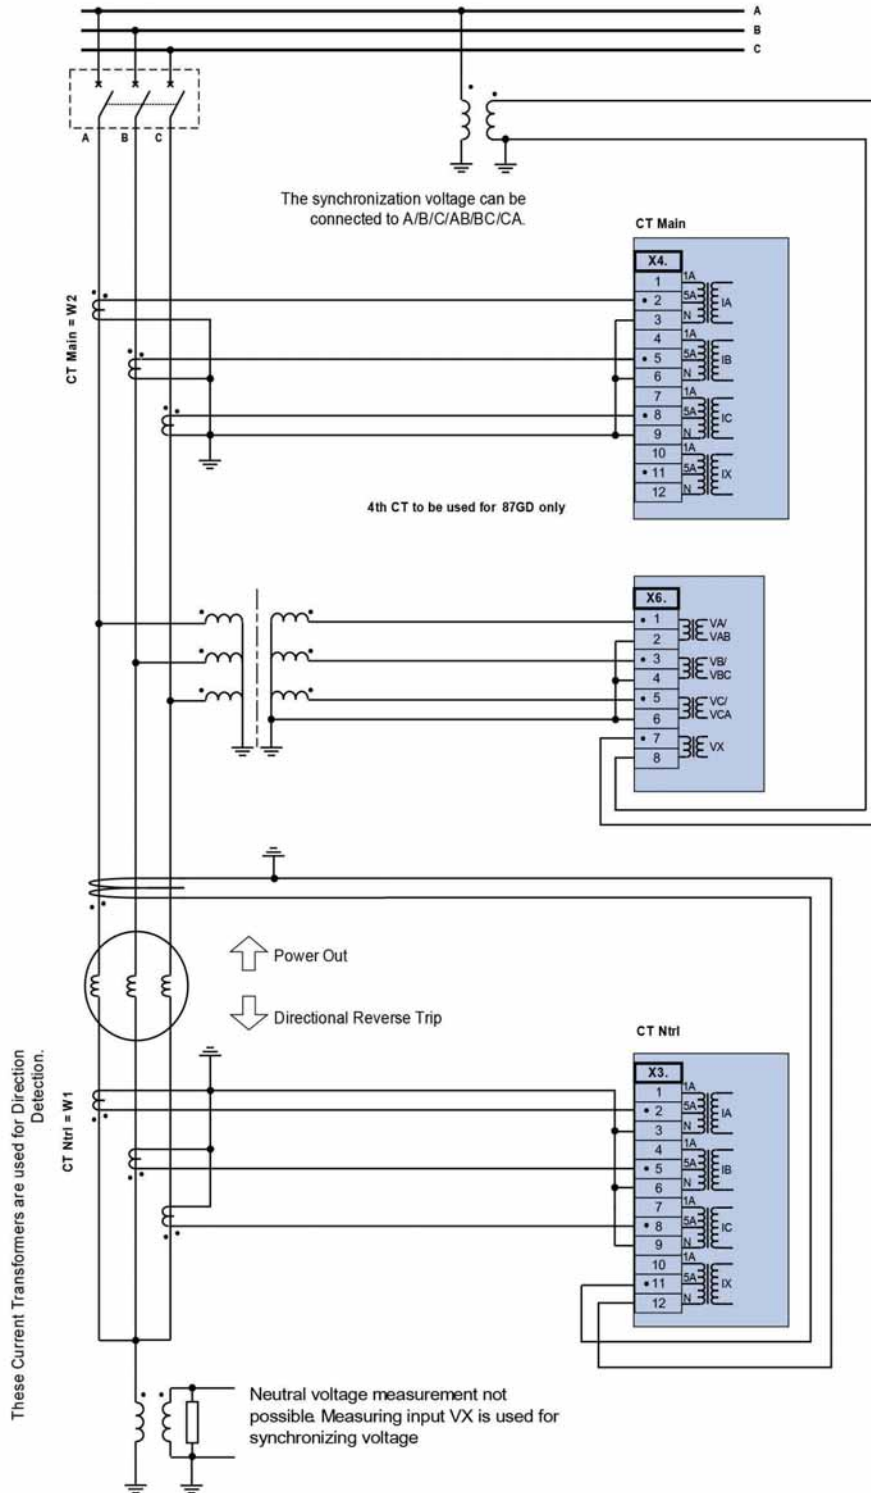 A
B
C
A B C
The synchronization voltage can be
connected to A/B/C/AB/BC/CA.
CT Main
X4.
1 1A
2 5A IA
3 N
4 1A
5 5A IB
6 N
7 1A
8 5A IC
9 N
10 1A
11 5A IX
12 N
CT Main = W2
4th CT to be used for 87GD only
X6.
1 VA/
2 VAB
3 VB/
4 VBC
5 VC/
6 VCA
7 VX
8
Power Out
Directional Reverse Trip
CT Ntrl
X3.
1 1A
2 5A IA
3 N
4 1A
5 5A IB
6 N
7 1A
8 5A IC
9 N
10 1A
11 5A IX
12 N
CT Ntrl = W1
These Current Transformers are used for Direction
Detection.
Neutral voltage measurement not
possible. Measuring input VX is used for
synchronizing voltage